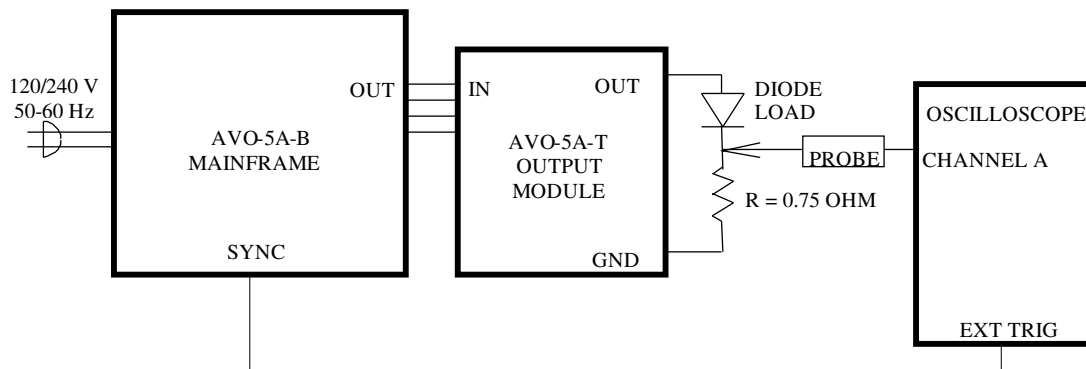 120/240 V
50-60 Hz
AVO-5A-B
MAINFRAME
OUT
SYNC
IN
OUT
AVO-5A-T
OUTPUT
MODULE
GND
DIODE
LOAD
PROBE
R = 0.75 OHM
OSCILLOSCOPE
CHANNEL A
EXT TRIG